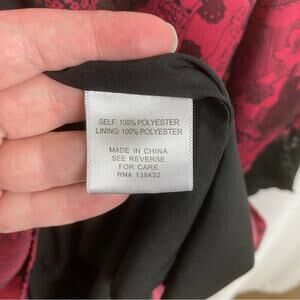 SELF: 100% POLYESTER
LINING: 100% POLYESTER
MADE IN CHINA
SEE REVERSE
FOR CARE
RN# 138432